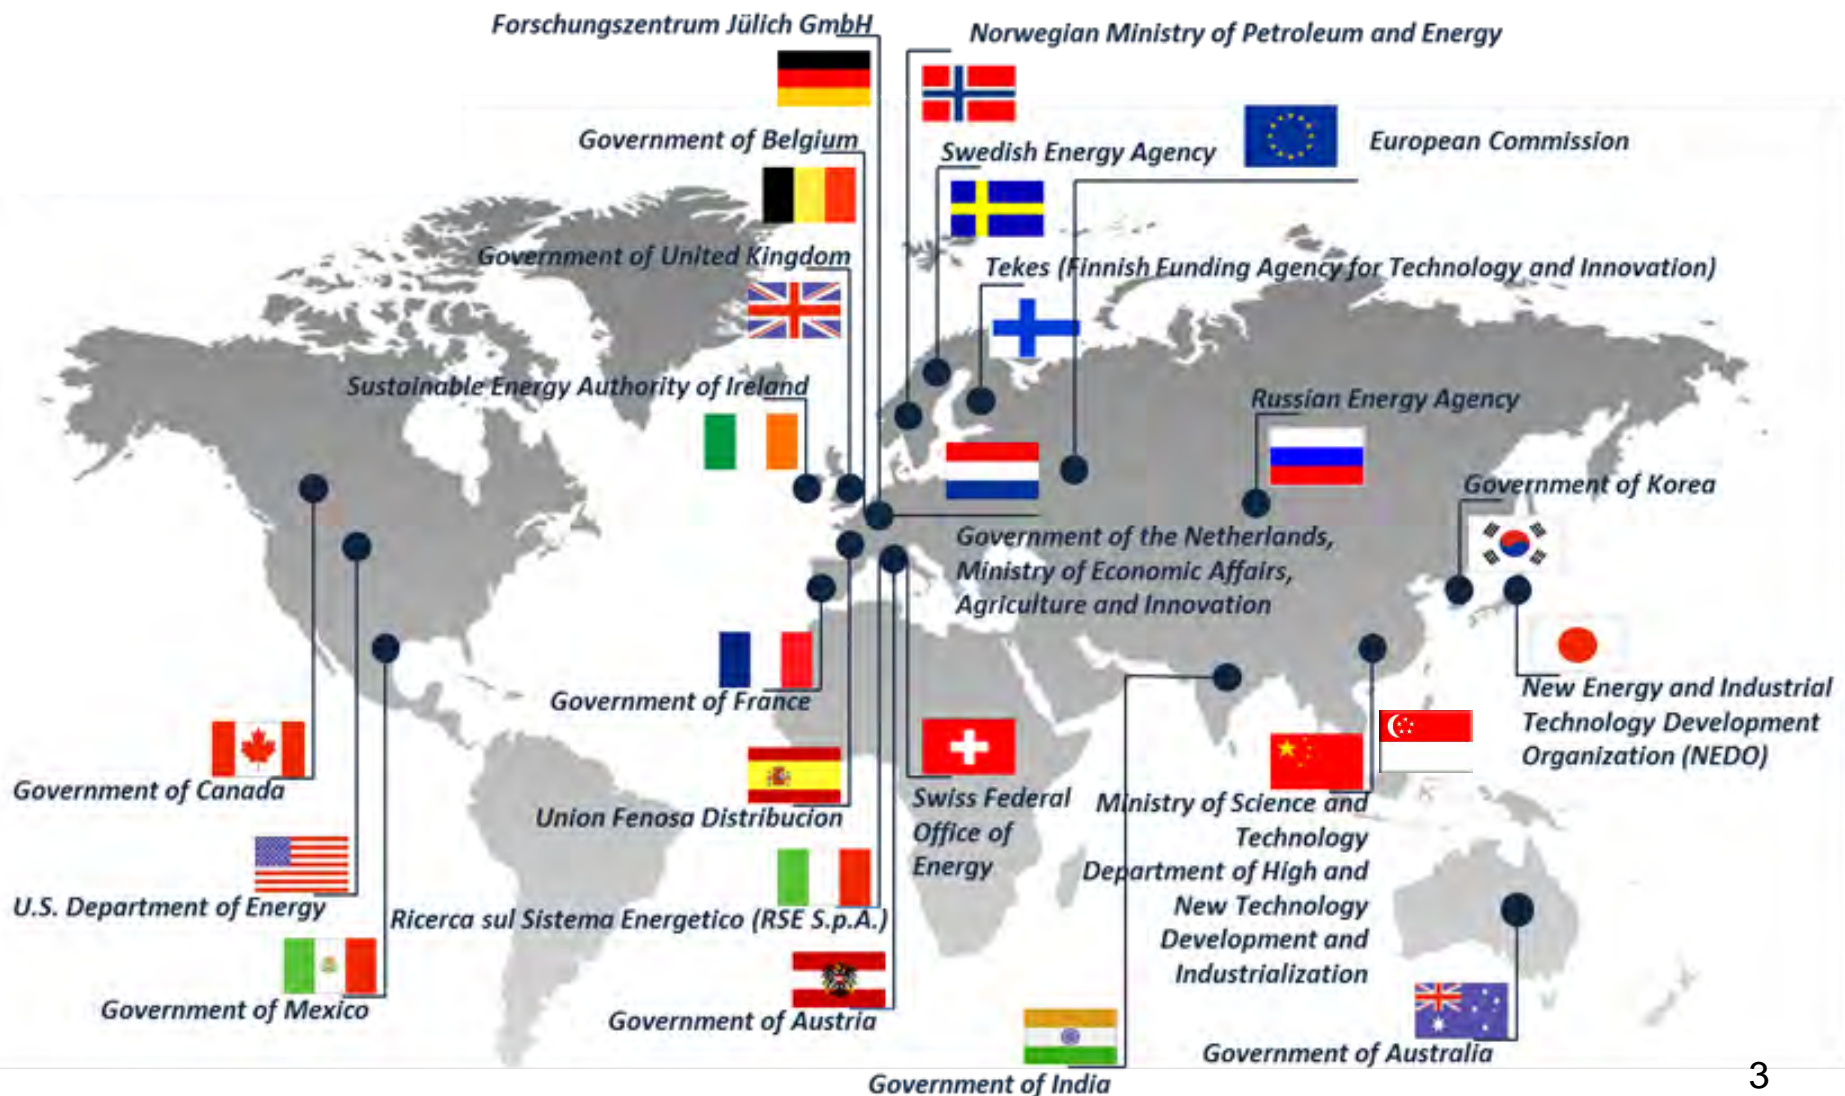 Forschungszentrum Jülich GmbH
Norwegian Ministry of Petroleum and Energy
Government of Belgium
Swedish Energy Agency
European Commission
Government of United Kingdom
Tekes (Finnish Funding Agency for Technology and Innovation)
Sustainable Energy Authority of Ireland
Russian Energy Agency
Government of Korea
Government of the Netherlands,
Ministry of Economic Affairs,
Agriculture and Innovation
Government of France
New Energy and Industrial
Technology Development
Organization (NEDO)
Government of Canada
Union Fenosa Distribucion
Swiss Federal
Office of
Energy
Ministry of Science and
Technology
Department of High and
New Technology
Development and
Industrialization
U.S. Department of Energy
Ricerca sul Sistema Energetico (RSE S.p.A.)
Government of Mexico
Government of Austria
Government of Australia
Government of India
3